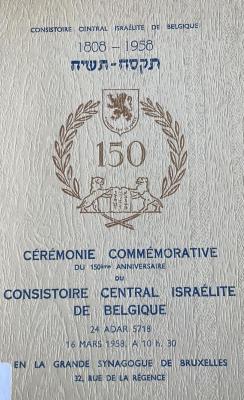 CONSISTOIRE CENTRAL ISRAÉLITE DE BELGIQUE
1808 - 1958
תקסח-תשיח
150
CÉRÉMONIE COMMÉMORATIVE
DU 150ème ANNIVERSAIRE
DU
CONSISTOIRE CENTRAL ISRAÉLITE
DE BELGIQUE
24 ADAR 5718
16 MARS 1958, A 10 h. 30
EN LA GRANDE SYNAGOGUE DE BRUXELLES
32, RUE DE LA RÉGENCE